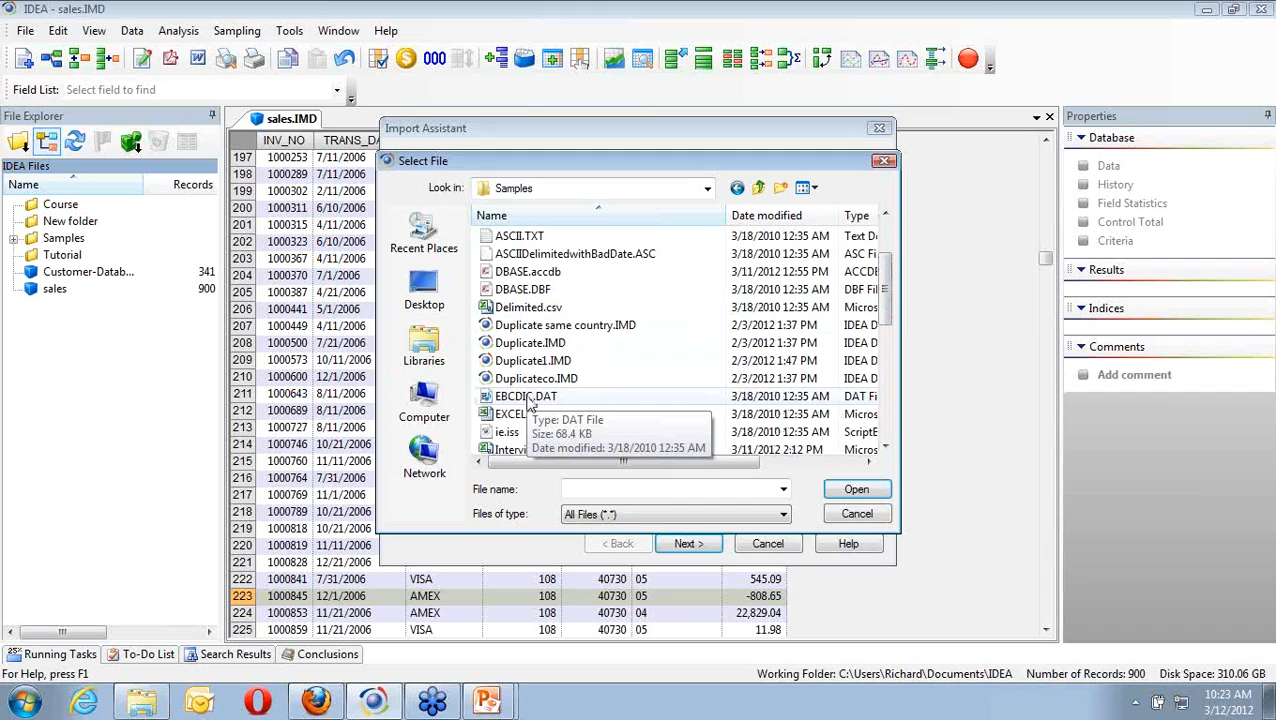 IDEA - sales.IMD
File Edit View Data Analysis Sampling Tools Window Help
Field List: Select field to find
File Explorer
IDEA Files
Name Records
Course
New folder
Samples
Tutorial
Customer-Datab... 341
sales 900
sales.IMD
INV_NO TRANS_DA
197 1000253 7/11/2006
198 1000289 7/11/2006
199 1000302 2/11/2006
200 1000311 6/10/2006
201 1000315 4/21/2006
202 1000323 6/10/2006
203 1000367 4/11/2006
204 1000370 7/1/2006
205 1000387 4/21/2006
206 1000441 5/1/2006
207 1000449 4/11/2006
208 1000500 7/21/2006
209 1000573 10/11/2006
210 1000600 12/1/2006
211 1000643 8/11/2006
212 1000689 8/11/2006
213 1000712 8/11/2006
214 1000746 10/21/2006
215 1000760 12/21/2006
216 1000764 7/31/2006
217 1000769 11/1/2006
218 1000789 10/21/2006
219 1000818 10/21/2006
220 1000819 11/11/2006
221 1000828 12/21/2006
222 1000841 7/31/2006 VISA 108 40730 05 545.09
223 1000845 12/1/2006 AMEX 108 40730 05 -808.65
224 1000853 11/21/2006 AMEX 108 40730 04 22,829.04
225 1000859 11/21/2006 VISA 108 40730 05 11.98
Import Assistant
Select File
Look in: Samples
Recent Places
Desktop
Libraries
Computer
Network
Name Date modified Type
ASCII.TXT 3/18/2010 12:35 AM Text D
ASCIIDelimitedwithBadDate.ASC 3/18/2010 12:35 AM ASC Fi
DBASE.accdb 3/11/2012 12:55 PM ACCDE
DBASE.DBF 3/18/2010 12:35 AM DBF Fil
Delimited.csv 3/18/2010 12:35 AM Micros
Duplicate same country.IMD 2/3/2012 1:37 PM IDEA D
Duplicate.IMD 2/3/2012 1:37 PM IDEA D
Duplicate1.IMD 2/3/2012 1:47 PM IDEA D
Duplicateco.IMD 2/3/2012 1:37 PM IDEA D
EBCDIC.DAT 3/18/2010 12:35 AM DAT Fi
EXCEL 3/18/2010 12:35 AM Micros
ie.iss 3/18/2010 12:35 AM ScriptE
Intervi 3/11/2012 2:12 PM Micros
Type: DAT File
Size: 68.4 KB
Date modified: 3/18/2010 12:35 AM
File name: Open
Files of type: All Files (*.*) Cancel
< Back Next > Cancel Help
Properties
Database
Data
History
Field Statistics
Control Total
Criteria
Results
Indices
Comments
Add comment
Running Tasks To-Do List Search Results Conclusions
For Help, press F1 Working Folder: C:\Users\Richard\Documents\IDEA Number of Records: 900 Disk Space: 310.06 GB
10:23 AM
3/12/2012